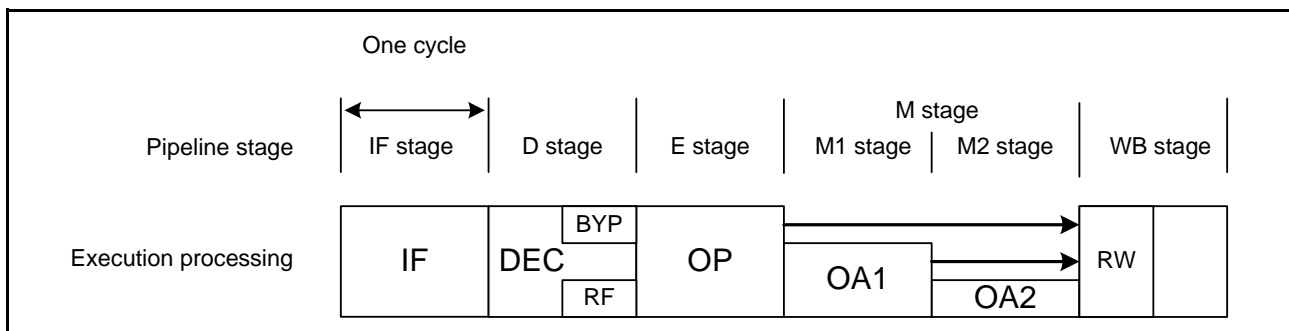 One cycle
M stage
Pipeline stage IF stage D stage E stage M1 stage M2 stage WB stage
BYP
Execution processing IF DEC OP OA1 RW
RF OA2